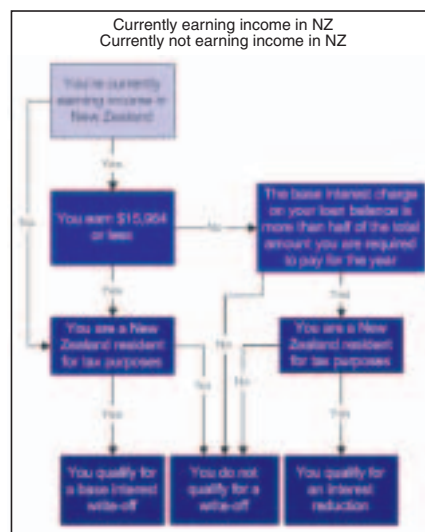 Currently earning income in NZ
Currently not earning income in NZ
You're currently
earning income in
New Zealand
Yes
No
You earn $15,964
or less
No
The base interest charge
on your loan balance is
more than half of the total
amount you are required
to pay for the year
Yes
Yes
You are a New
Zealand resident
for tax purposes
No
No
No
You are a New
Zealand resident
for tax purposes
Yes
Yes
You qualify for
a base interest
write-off
You do not
qualify for a
write-off
You qualify for
an interest
reduction